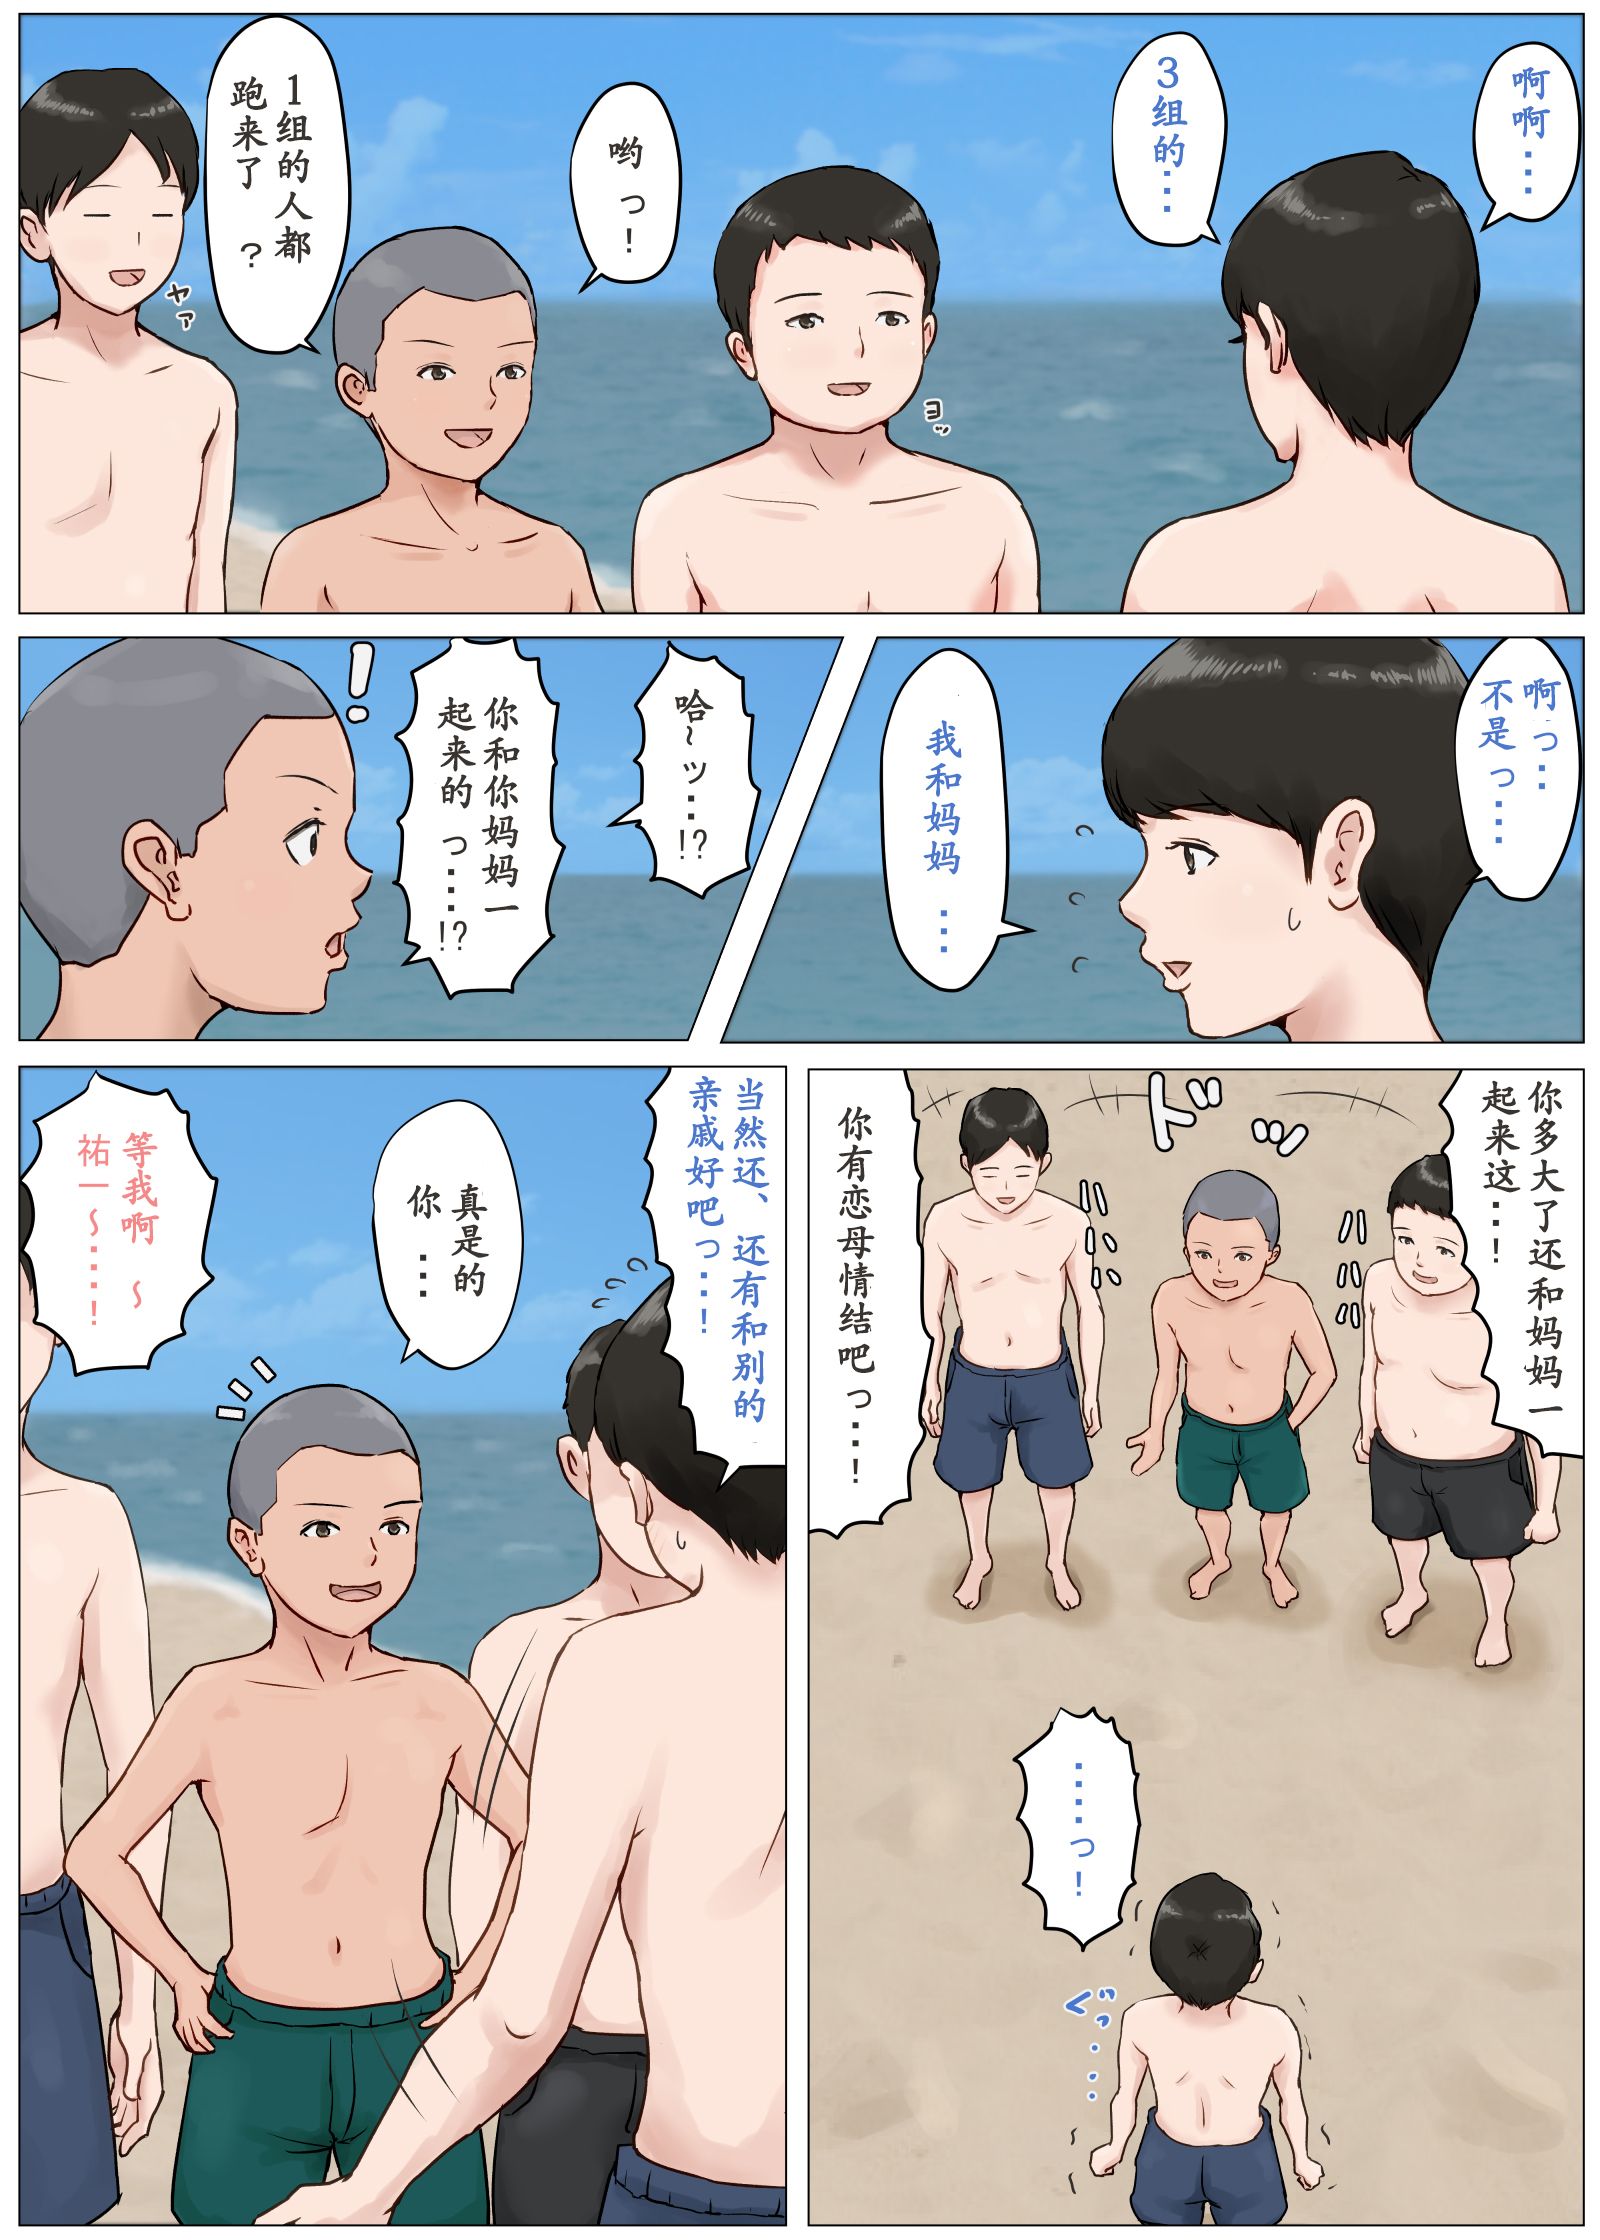 啊啊・・・
3组的・・・
哟っ！
1组的人都
跑来了？
ヨッ
ヤァ
啊っ・・
不是っ・・・
我和妈妈・・・
哈～ッ・・!?
你和你妈妈一
起来的っ・・・!?
你多大了还和妈妈一
起来这・・・！
ドッ
ッ
你有恋母情结吧っ・・・！
・・・・・っ！
ぐっ・・・
当然还、还有和别的
亲戚好吧っ・・・！
真是的
你・・・
等我啊～
祐一～・・・・！